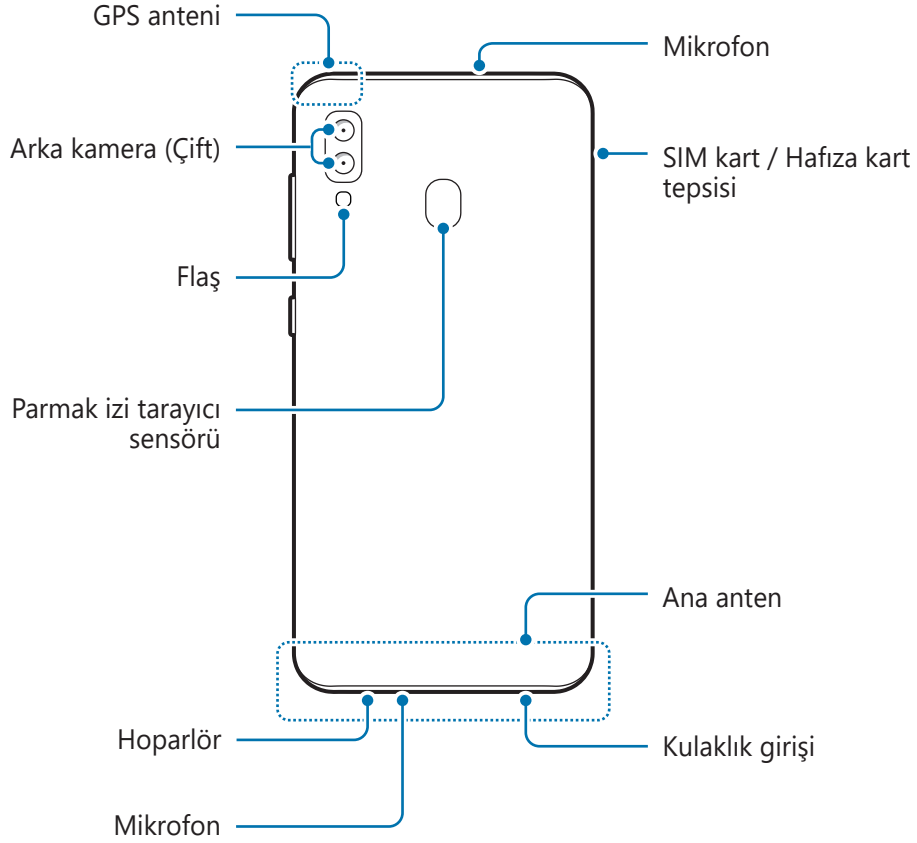 GPS anteni
Mikrofon
Arka kamera (Çift)
SIM kart / Hafıza kart
tepsisi
Flaş
Parmak izi tarayıcı
sensörü
Ana anten
Hoparlör
Kulaklık girişi
Mikrofon